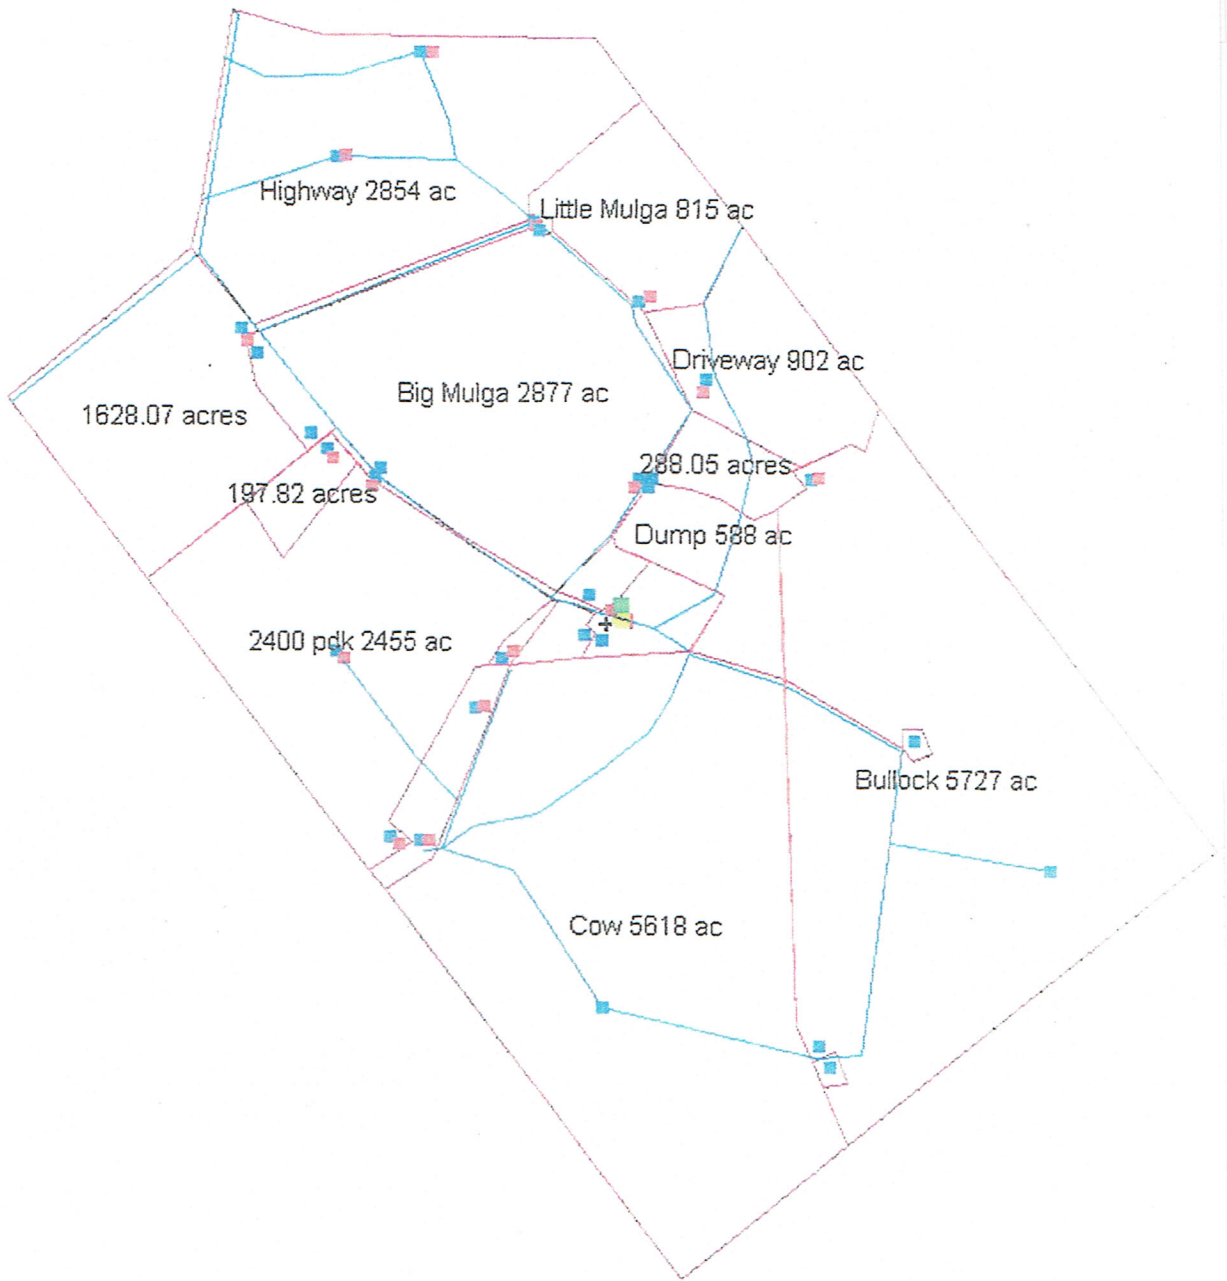 Highway 2854 ac
Little Mulga 815 ac
Driveway 902 ac
Big Mulga 2877 ac
1628.07 acres
288.05 acres
197.82 acres
Dump 588 ac
2400 pdk 2455 ac
Bullock 5727 ac
Cow 5618 ac